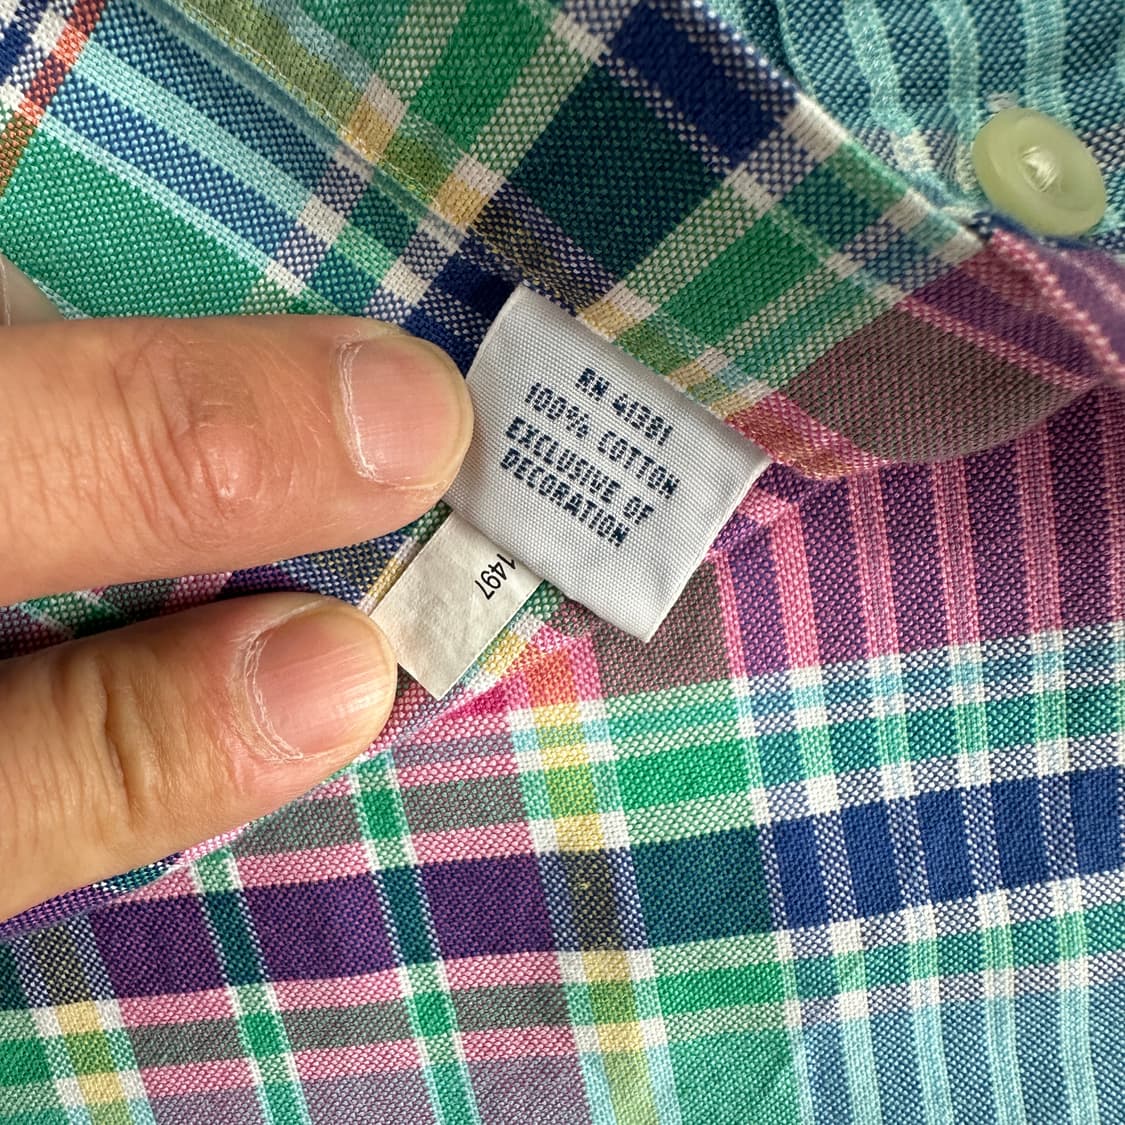 RN 41381
100% COTTON
EXCLUSIVE OF
DECORATION
1497